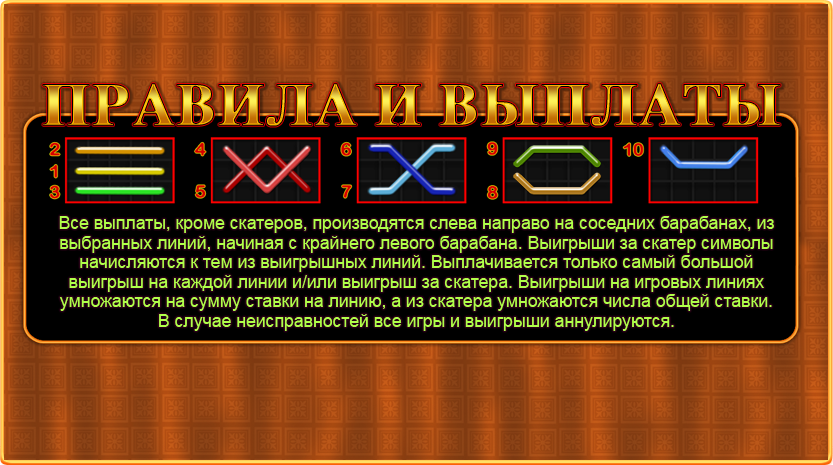 ПРАВИЛА И ВЫПЛАТЫ
2 4 6 9 10
1
3 5 7 8
Все выплаты, кроме скатеров, производятся слева направо на соседних барабанах, из
выбранных линий, начиная с крайнего левого барабана. Выигрыши за скатер символы
начисляются к тем из выигрышных линий. Выплачивается только самый большой
выигрыш на каждой линии и/или выигрыш за скатера. Выигрыши на игровых линиях
умножаются на сумму ставки на линию, а из скатера умножаются числа общей ставки.
В случае неисправностей все игры и выигрыши аннулируются.